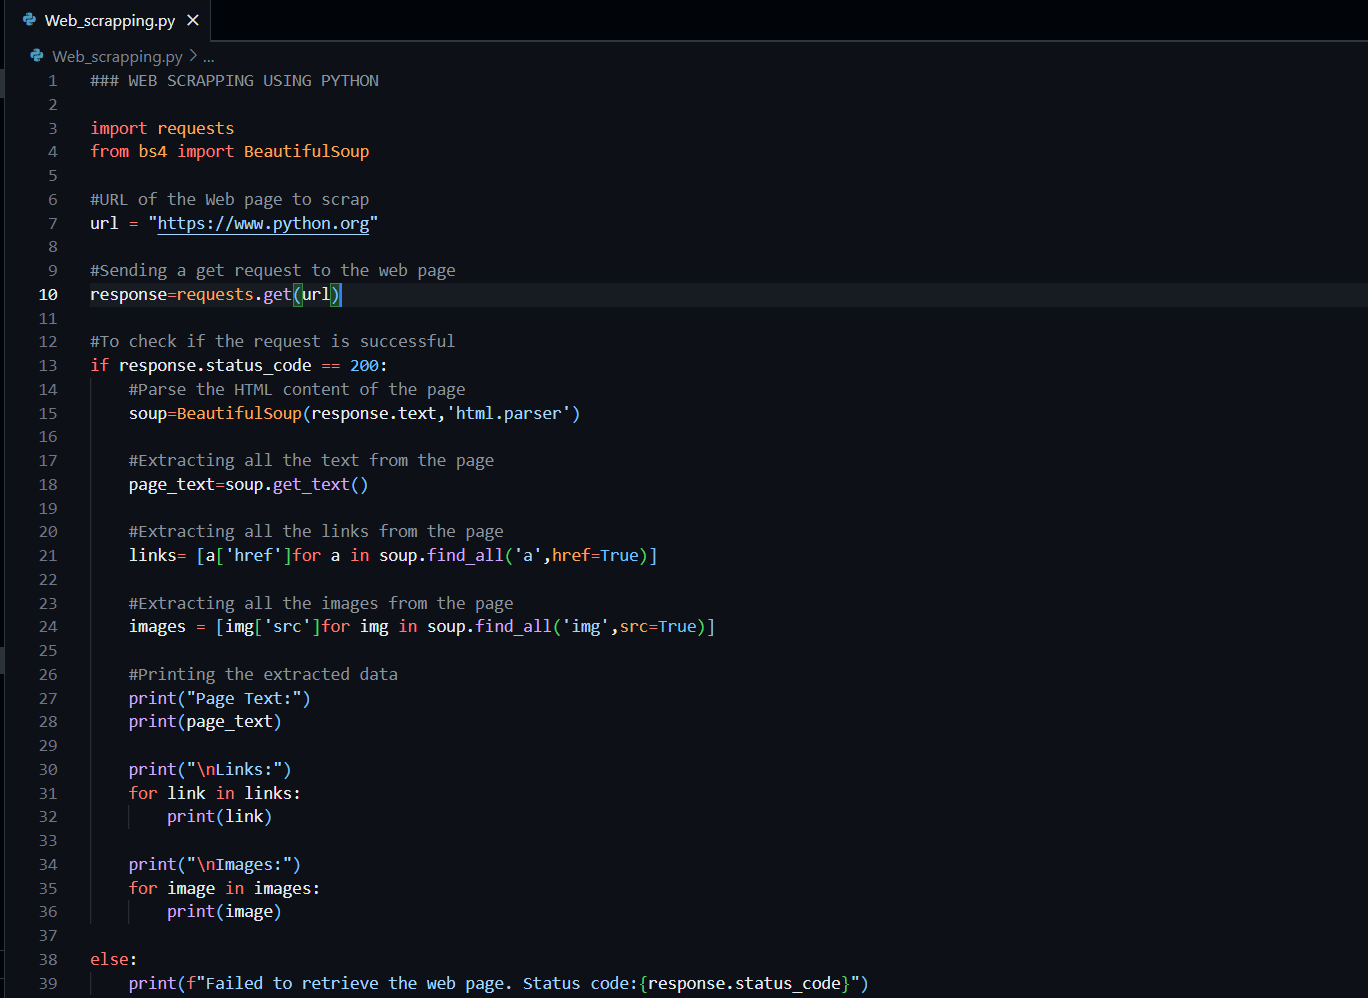 Web_scrapping.py ×
Web_scrapping.py > ...
1 ### WEB SCRAPPING USING PYTHON
2
3 import requests
4 from bs4 import BeautifulSoup
5
6 #URL of the Web page to scrap
7 url = "https://www.python.org"
8
9 #Sending a get request to the web page
10 response=requests.get(url)
11
12 #To check if the request is successful
13 if response.status_code == 200:
14     #Parse the HTML content of the page
15     soup=BeautifulSoup(response.text,'html.parser')
16
17     #Extracting all the text from the page
18     page_text=soup.get_text()
19
20     #Extracting all the links from the page
21     links= [a['href']for a in soup.find_all('a',href=True)]
22
23     #Extracting all the images from the page
24     images = [img['src']for img in soup.find_all('img',src=True)]
25
26     #Printing the extracted data
27     print("Page Text:")
28     print(page_text)
29
30     print("\nLinks:")
31     for link in links:
32         print(link)
33
34     print("\nImages:")
35     for image in images:
36         print(image)
37
38 else:
39     print(f"Failed to retrieve the web page. Status code:{response.status_code}")